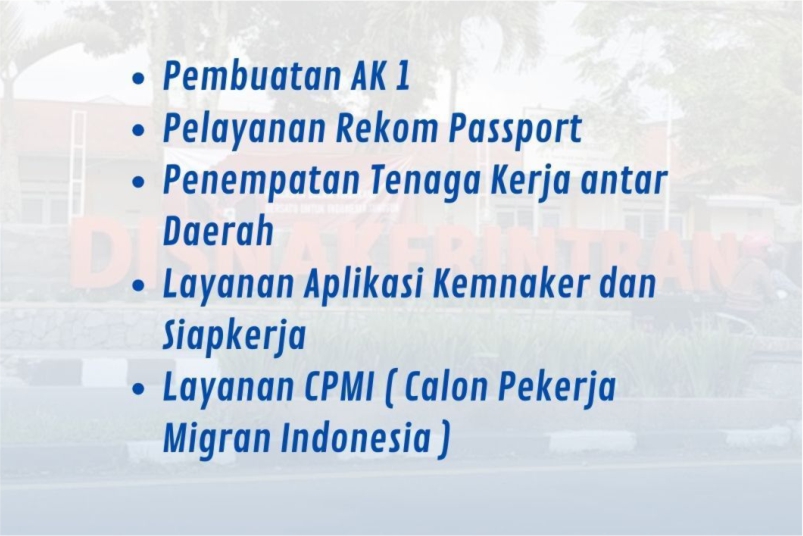 • Pembuatan AK 1
• Pelayanan Rekom Passport
• Penempatan Tenaga Kerja antar
Daerah
• Layanan Aplikasi Kemnaker dan
Siapkerja
• Layanan CPMI ( Calon Pekerja
Migran Indonesia )
DISNAKERINTRAN